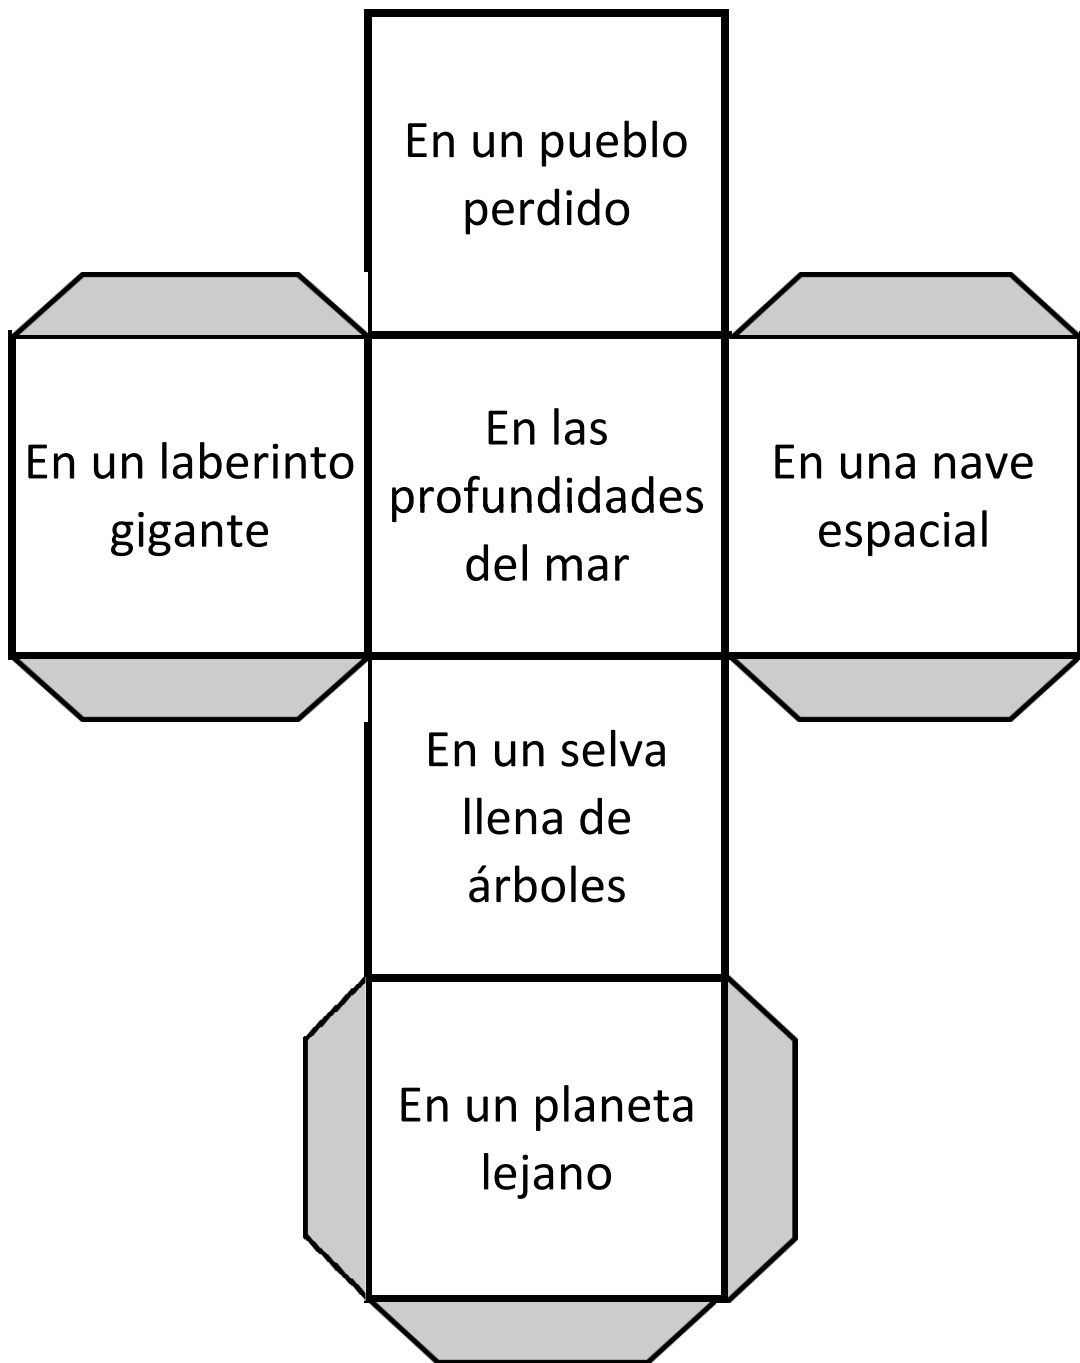 En un pueblo
perdido
En un laberinto
gigante
En las
profundidades
del mar
En una nave
espacial
En un selva
llena de
árboles
En un planeta
lejano